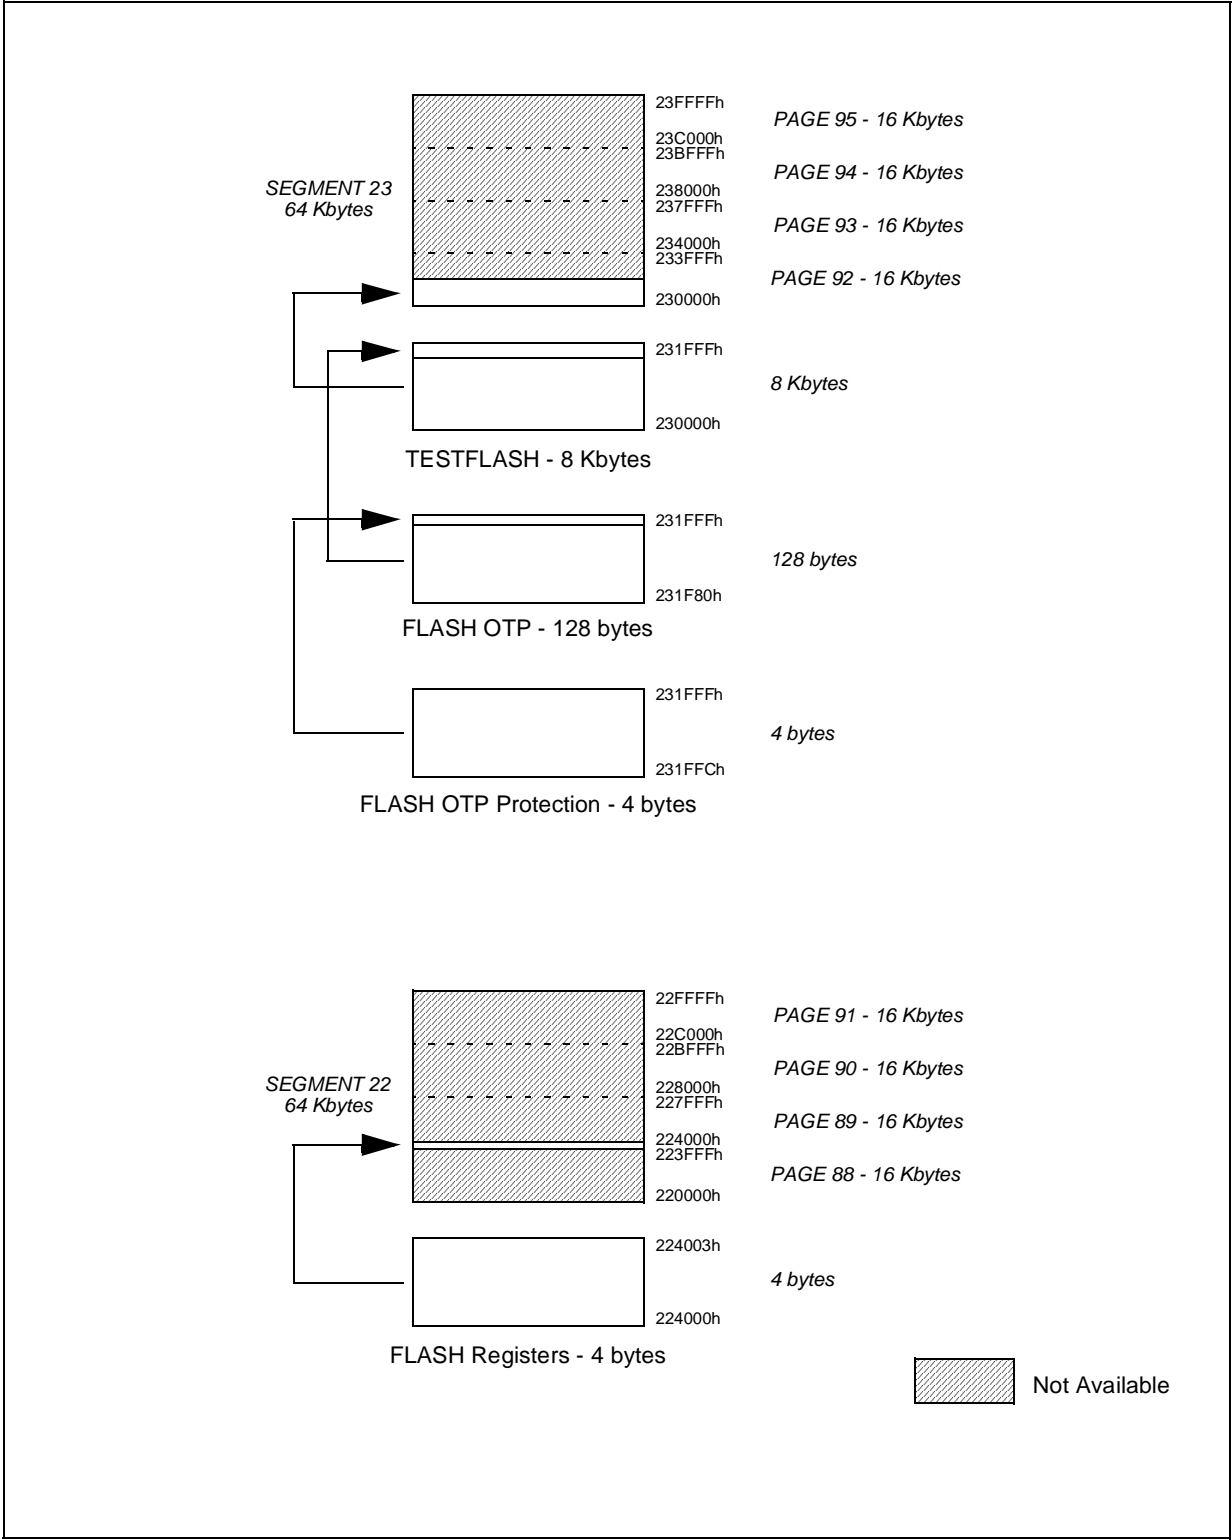 23FFFFh
PAGE 95 - 16 Kbytes
23C000h
23BFFFh
PAGE 94 - 16 Kbytes
SEGMENT 23
64 Kbytes
238000h
237FFFh
PAGE 93 - 16 Kbytes
234000h
233FFFh
PAGE 92 - 16 Kbytes
230000h
231FFFh
8 Kbytes
230000h
TESTFLASH - 8 Kbytes
231FFFh
128 bytes
231F80h
FLASH OTP - 128 bytes
231FFFh
4 bytes
231FFCh
FLASH OTP Protection - 4 bytes
22FFFFh
PAGE 91 - 16 Kbytes
22C000h
22BFFFh
PAGE 90 - 16 Kbytes
SEGMENT 22
64 Kbytes
228000h
227FFFh
PAGE 89 - 16 Kbytes
224000h
223FFFh
PAGE 88 - 16 Kbytes
220000h
224003h
4 bytes
224000h
FLASH Registers - 4 bytes
Not Available